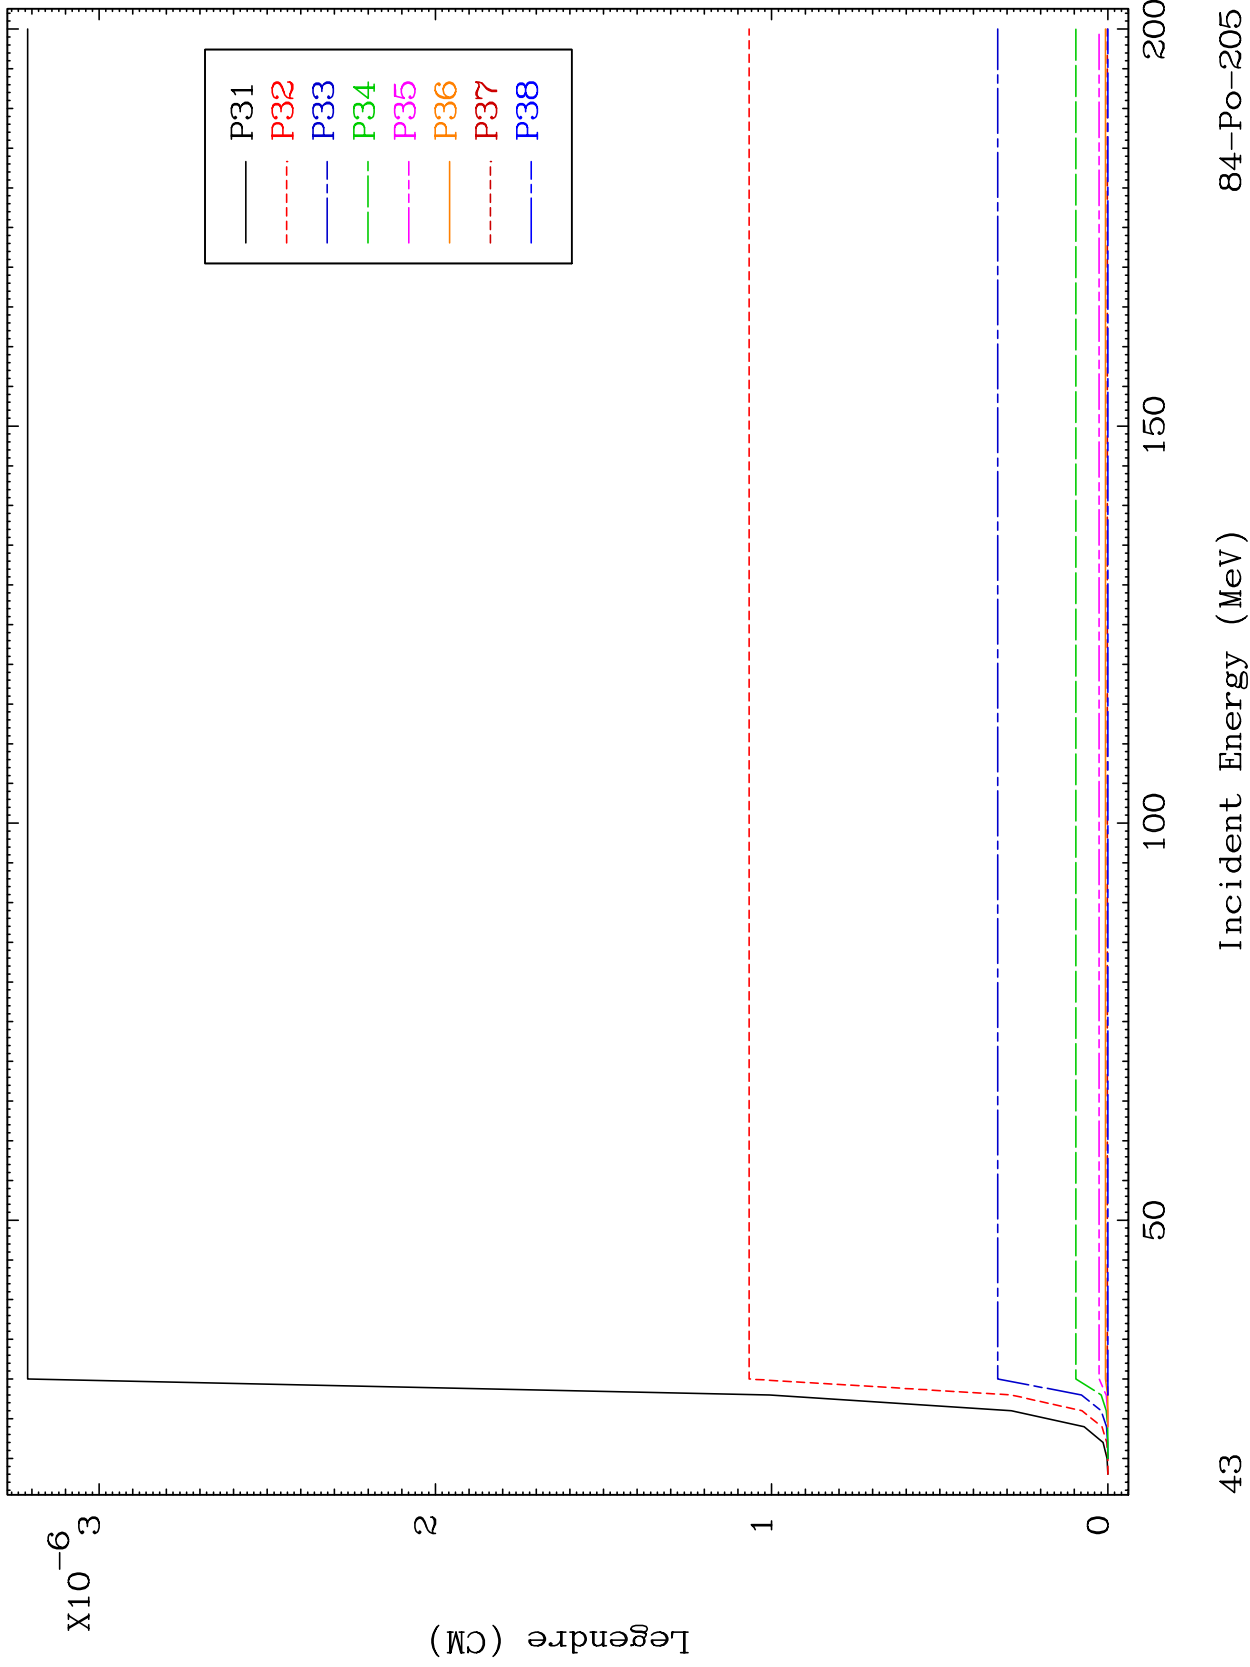 X10-6
3
2
1
0
Legendre (CM)
P31
P32
P33
P34
P35
P36
P37
P38
50
100
150
200
Incident Energy (MeV)
43
84-Po-205